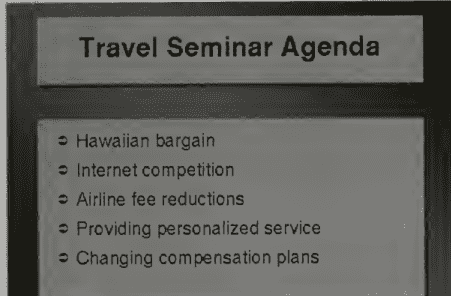 Travel Seminar Agenda
➲ Hawaiian bargain
➲ Internet competition
➲ Airline fee reductions
➲ Providing personalized service
➲ Changing compensation plans